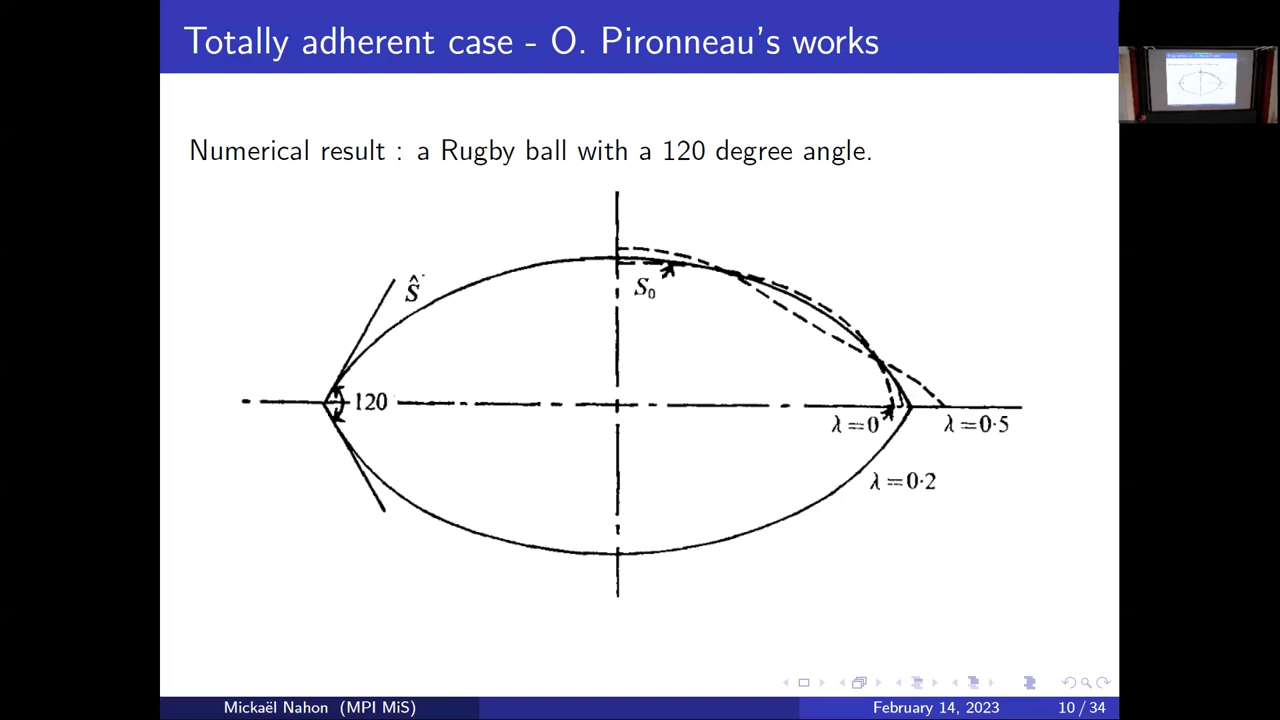 Totally adherent case - O. Pironneau's works
Numerical result : a Rugby ball with a 120 degree angle.
Ŝ
S₀
120
λ=0
λ=0·5
λ=0·2
Mickaël Nahon (MPI MiS)
February 14, 2023
10 / 34